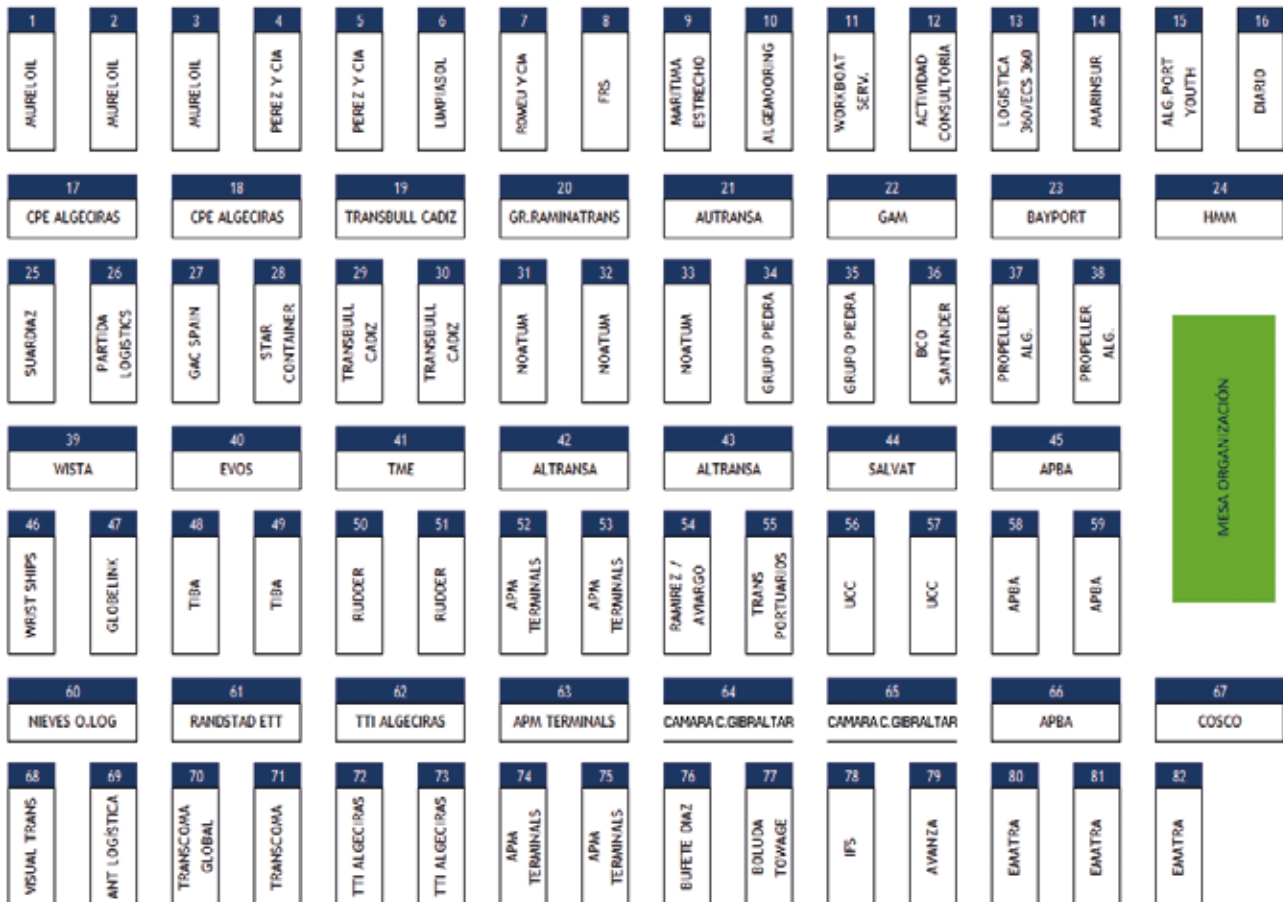 1 2 3 4 5 6 7 8 9 10 11 12 13 14 15 16
MUREL OIL
MUREL OIL
MUREL OIL
PEREZ Y CIA
PEREZ Y CIA
LIMPIASOL
ROMEU Y CIA
FRS
MARITIMA
ESTRECHO
ALGEMOORING
WORKBOAT
SERV.
ACTIVIDAD
CONSULTORÍA
LOGISTICA
360/ECS 360
MARINSUR
ALG.PORT
YOUTH
DIARIO
17 18 19 20 21 22 23 24
CPE ALGECIRAS CPE ALGECIRAS TRANSBULL CADIZ GR.RAMINATRANS AUTRANSA GAM BAYPORT HMM
25 26 27 28 29 30 31 32 33 34 35 36 37 38
SUARDIAZ
PARTIDA
LOGISTICS
GAC SPAIN
STAR
CONTAINER
TRANSBULL
CADIZ
TRANSBULL
CADIZ
NOATUM
NOATUM
NOATUM
GRUPO PIEDRA
GRUPO PIEDRA
BCO
SANTANDER
PROPELLER
ALG.
PROPELLER
ALG.
MESA ORGANIZACIÓN
39 40 41 42 43 44 45
WISTA EVOS TME ALTRANSA ALTRANSA SALVAT APBA
46 47 48 49 50 51 52 53 54 55 56 57 58 59
WRIST SHIPS
GLOBELINK
TIBA
TIBA
RUDDER
RUDDER
APM
TERMINALS
APM
TERMINALS
RAMIREZ /
AVIARGO
TRANS
PORTUARIOS
UCC
UCC
APBA
APBA
60 61 62 63 64 65 66 67
NIEVES O.LOG RANDSTAD ETT TTI ALGECIRAS APM TERMINALS CAMARA C.GIBRALTAR CAMARA C.GIBRALTAR APBA COSCO
68 69 70 71 72 73 74 75 76 77 78 79 80 81 82
VISUAL TRANS
ANT LOGÍSTICA
TRANSCOMA
GLOBAL
TRANSCOMA
TTI ALGECIRAS
TTI ALGECIRAS
APM
TERMINALS
APM
TERMINALS
BUFETE DIAZ
BOLUDA
TOWAGE
IFS
AVANZA
EMATRA
EMATRA
EMATRA